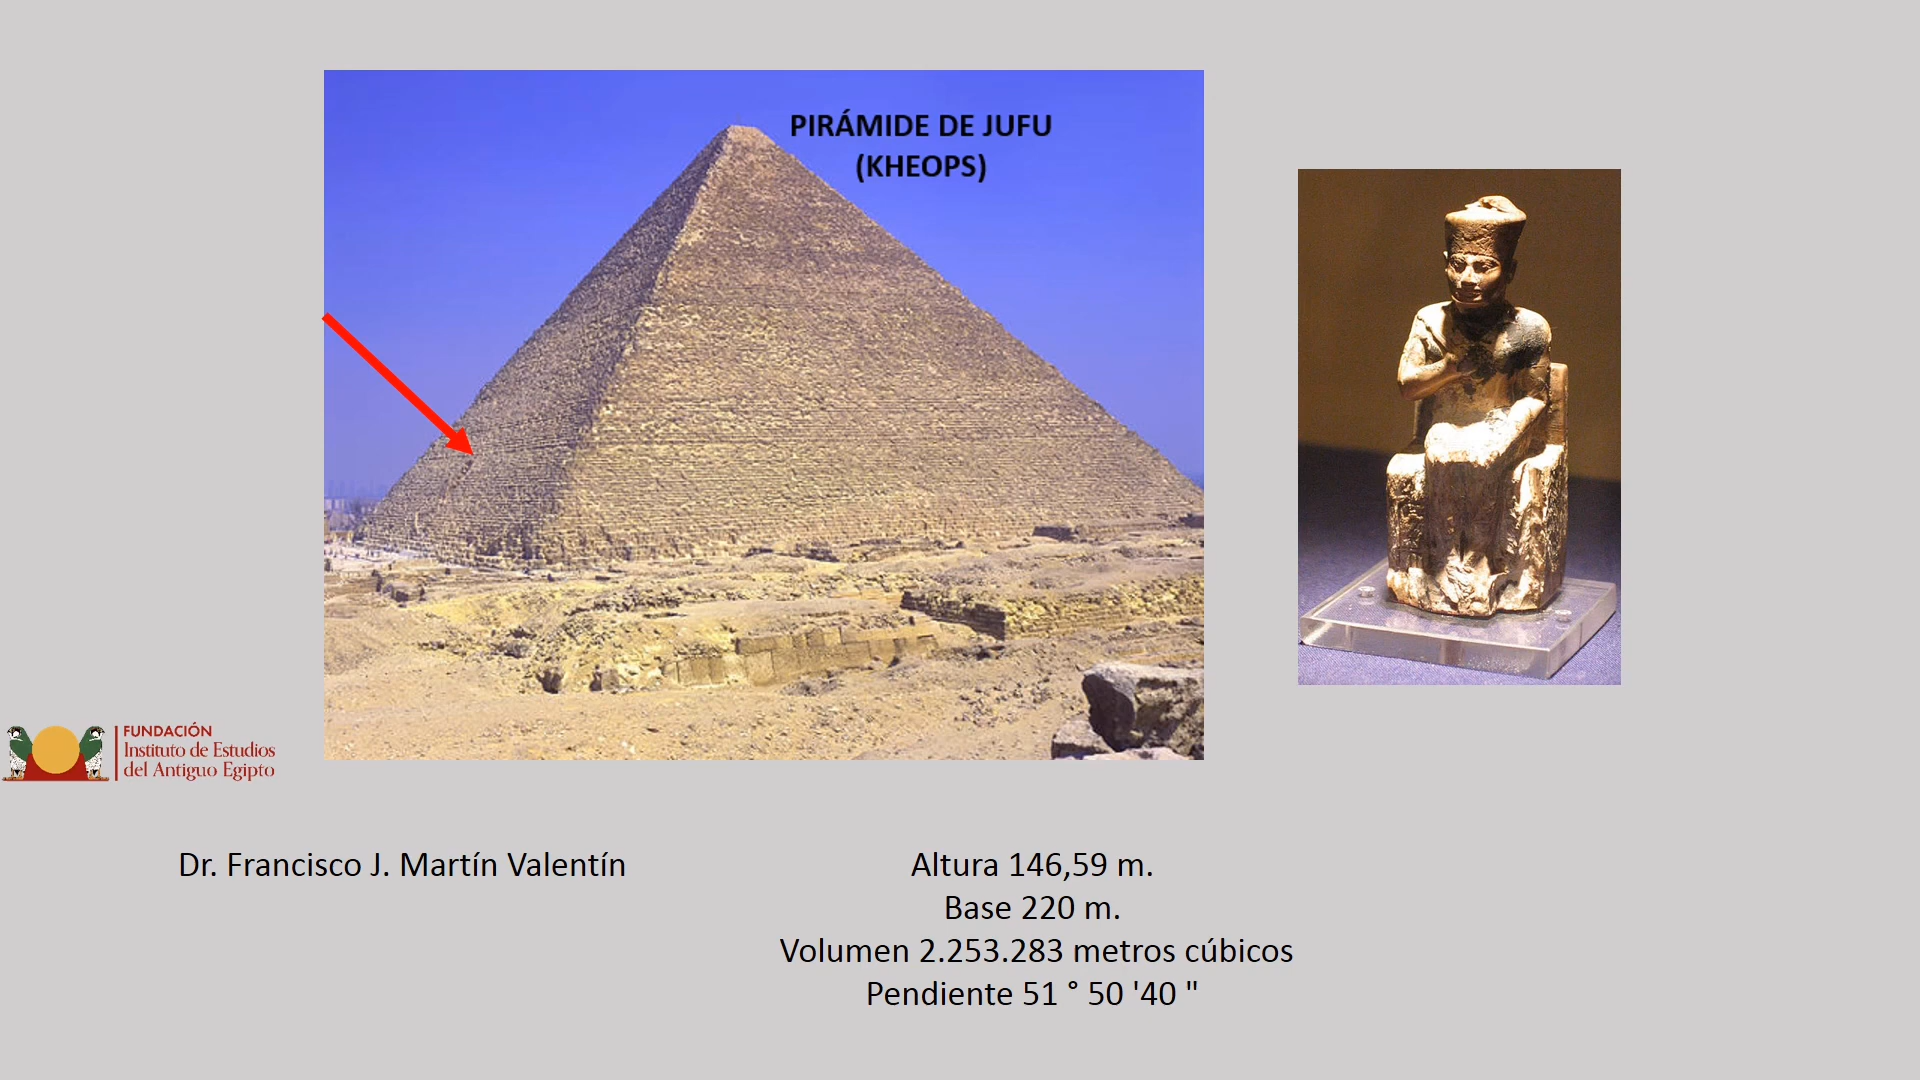 PIRÁMIDE DE JUFU
(KHEOPS)
FUNDACIÓN
Instituto de Estudios
del Antiguo Egipto
Dr. Francisco J. Martín Valentín
Altura 146,59 m.
Base 220 m.
Volumen 2.253.283 metros cúbicos
Pendiente 51 ° 50 '40 "